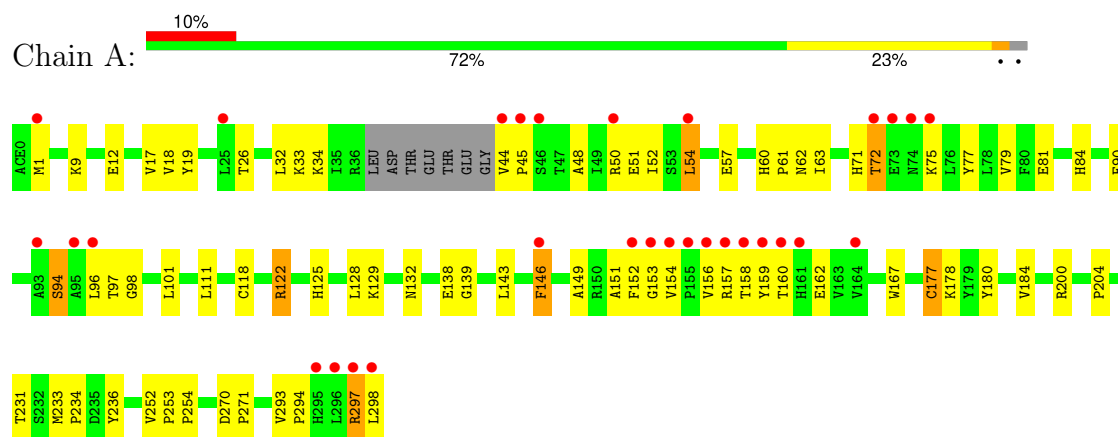 10%
Chain A:
72% 23% • •
ACE0 M1 K9 E12 V17 V18 Y19 L25 T26 L32 K33 K34 I35 R36 LEU ASP THR GLU THR GLU GLY V44 P45 S46 T47 A48 I49 R50 E51 I52 S53 L54 E57 H60 P61 N62 I63 H71 T72 E73 N74 K75 L76 Y77 L78 V79 F80 E81 H84
A93 S94 A95 L96 T97 G98 L101 L111 C118 R122 H125 L128 K129 N132 E138 G139 L143 F146 A149 R150 A151 F152 G153 V154 P155 V156 R157 T158 Y159 T160 H161 E162 V163 V164 W167 C177 K178 Y179 Y180 V184 R200 P204
T231 S232 M233 P234 D235 Y236 V252 P253 P254 D270 P271 V293 P294 H295 L296 R297 L298